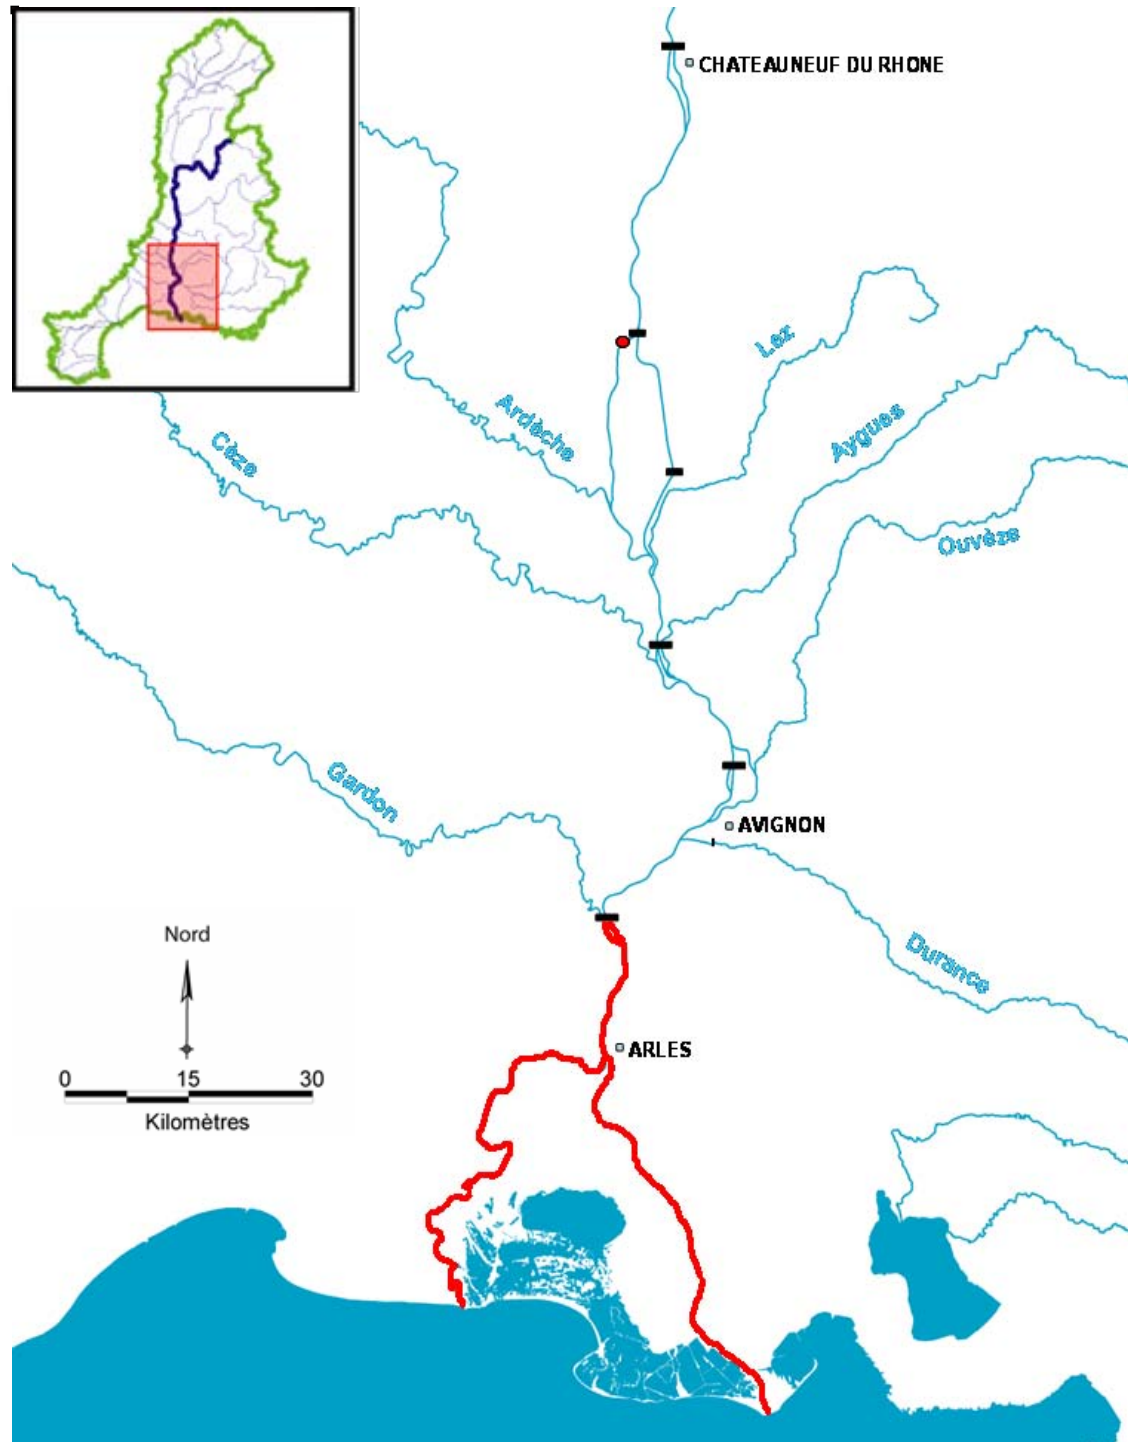 CHATEAUNEUF DU RHONE
Lez
Ardèche
Aygues
Cèze
Ouvèze
Gardon
AVIGNON
Nord
Durance
ARLES
0 15 30
Kilomètres